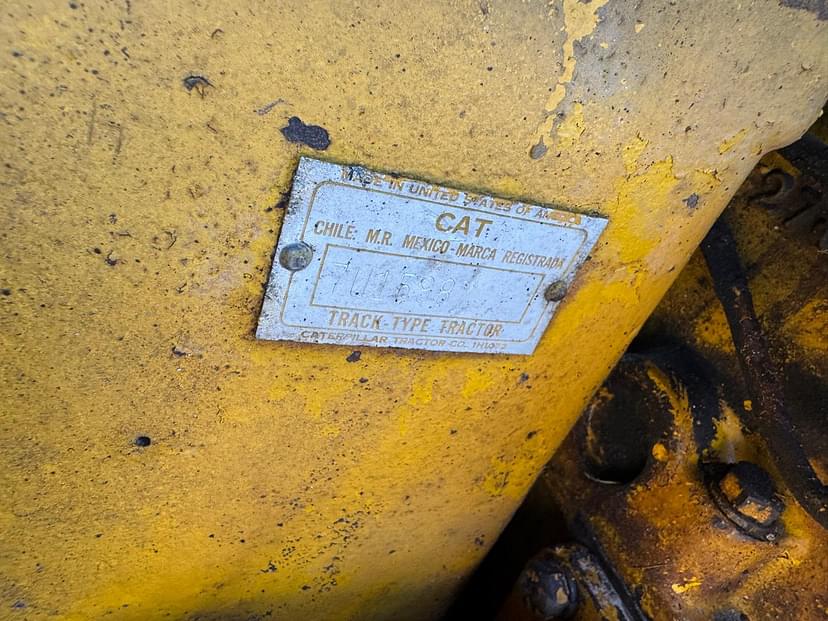 MADE IN UNITED STATES OF AMERICA
CAT
CHILE: M.R. MEXICO-MARCA REGISTRADA
TRACK-TYPE TRACTOR
CATERPILLAR TRACTOR CO.